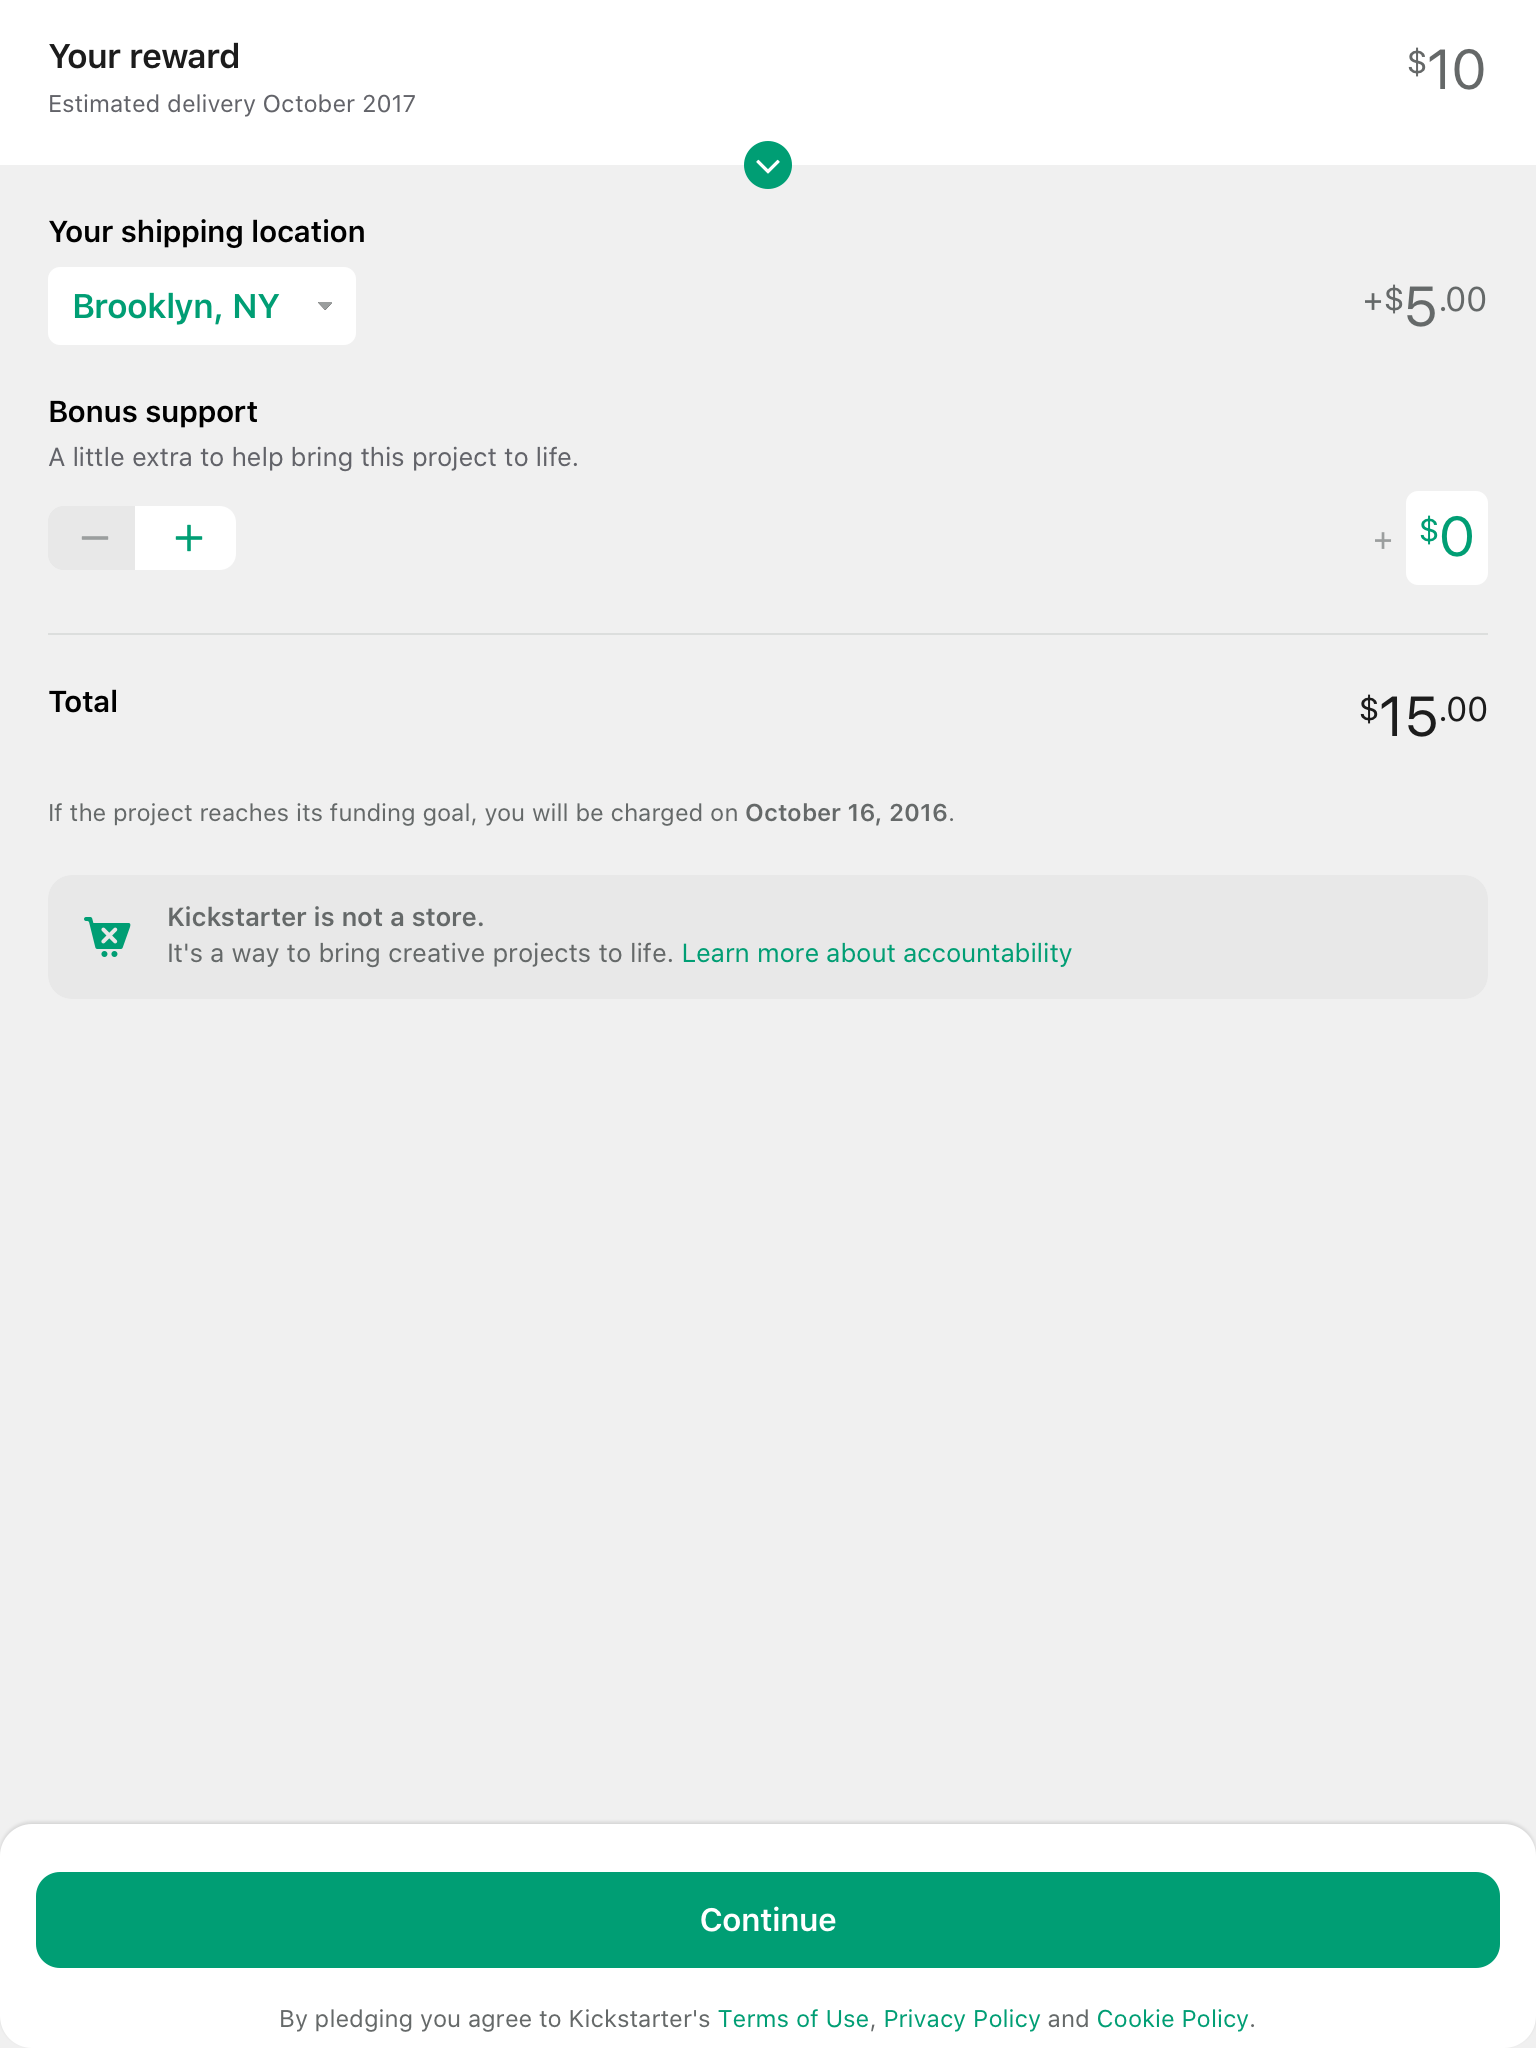 Your reward
$10
Estimated delivery October 2017
Your shipping location
Brooklyn, NY
+$5.00
Bonus support
A little extra to help bring this project to life.
+ $0
Total
$15.00
If the project reaches its funding goal, you will be charged on October 16, 2016.
Kickstarter is not a store.
It's a way to bring creative projects to life. Learn more about accountability
Continue
By pledging you agree to Kickstarter's Terms of Use, Privacy Policy and Cookie Policy.